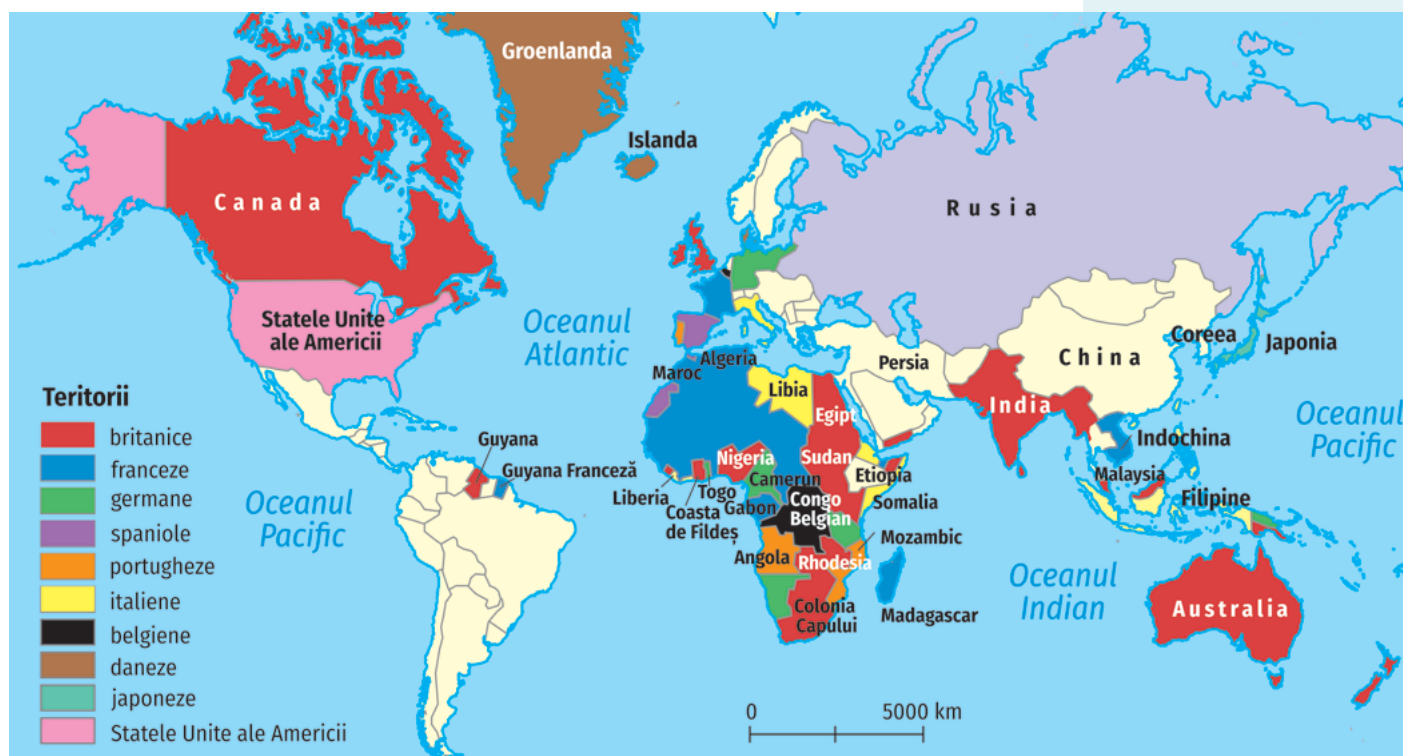 Groenlanda
Islanda
Canada
Rusia
Statele Unite
ale Americii
Oceanul
Atlantic
Algeria
Maroc
Libia
Egipt
Persia
China
Coreea
Japonia
India
Oceanul
Pacific
Indochina
Malaysia
Filipine
Guyana
Guyana Franceză
Oceanul
Pacific
Nigeria
Sudan
Etiopia
Somalia
Liberia
Coasta
de Fildeș
Togo
Camerun
Gabon
Congo
Belgian
Angola
Rhodesia
Mozambic
Colonia
Capului
Madagascar
Oceanul
Indian
Australia
Teritorii
britanice
franceze
germane
spaniole
portugheze
italiene
belgiene
daneze
japoneze
Statele Unite ale Americii
0 5000 km